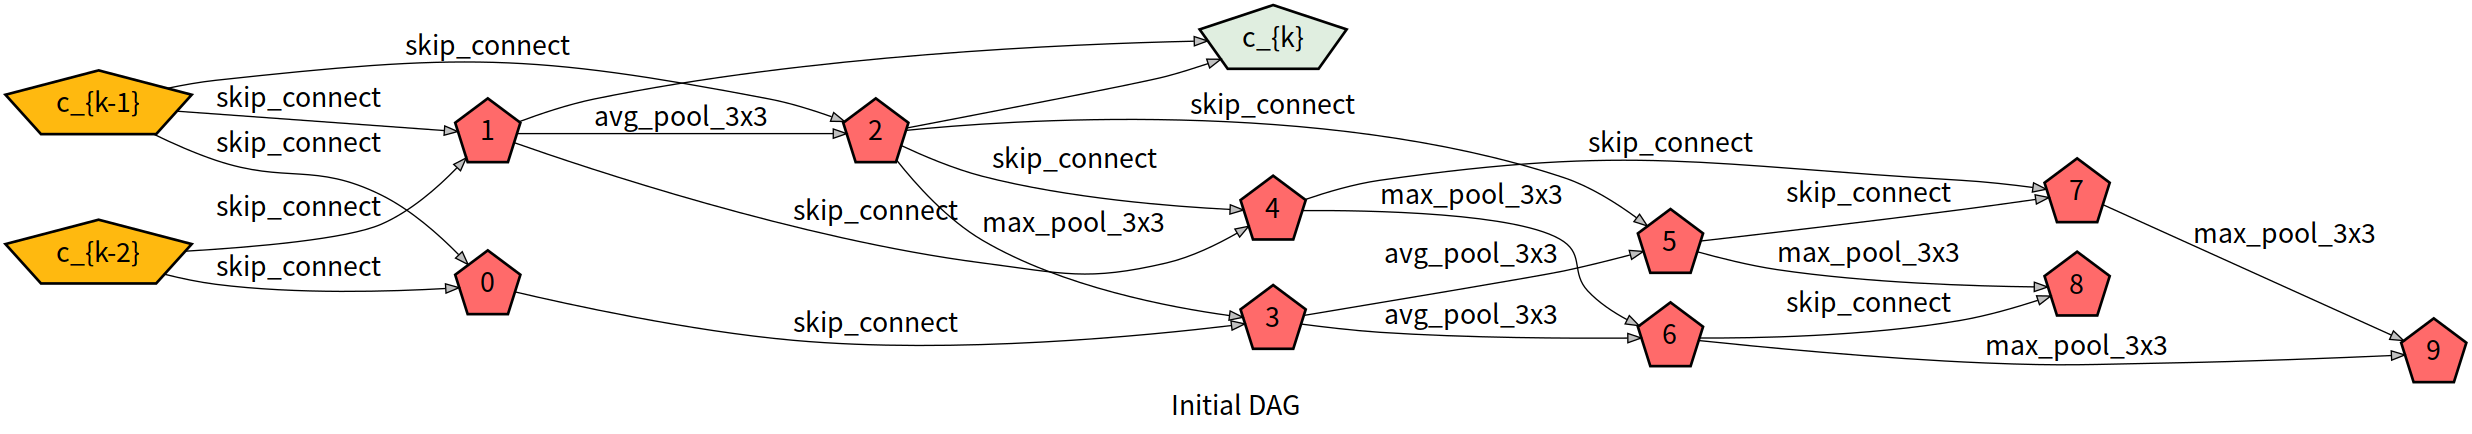 c_{k}
skip_connect
c_{k-1}
skip_connect
skip_connect
1
avg_pool_3x3
2
skip_connect
skip_connect
skip_connect
skip_connect
max_pool_3x3
skip_connect
7
skip_connect
skip_connect
4
max_pool_3x3
5
max_pool_3x3
c_{k-2}
skip_connect
0
avg_pool_3x3
max_pool_3x3
8
skip_connect
skip_connect
3
avg_pool_3x3
6
max_pool_3x3
9
Initial DAG